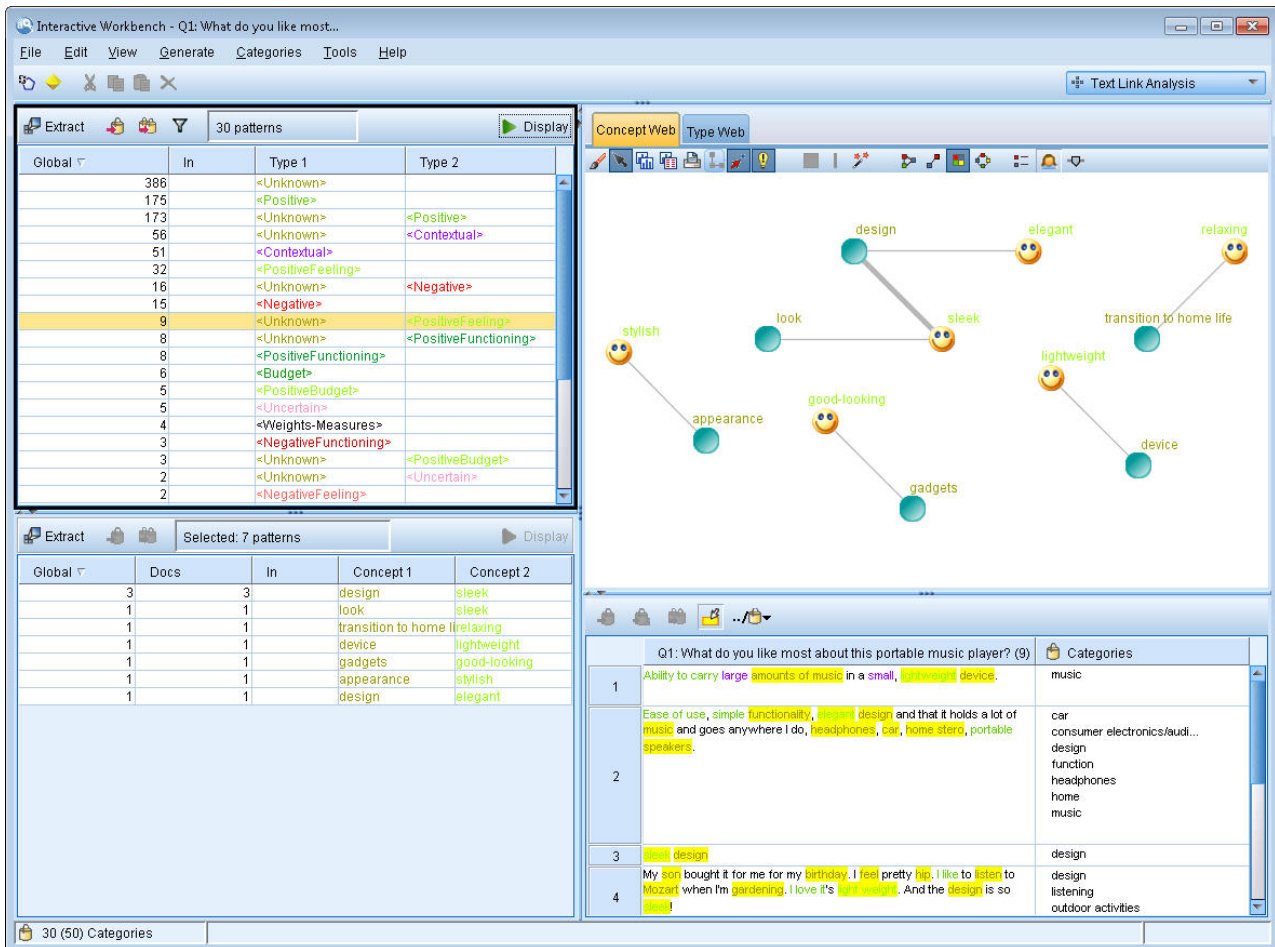 Interactive Workbench - Q1: What do you like most...
File Edit View Generate Categories Tools Help
Text Link Analysis
Extract 30 patterns Display
Global In Type 1 Type 2
386 <Unknown>
175 <Positive>
173 <Unknown> <Positive>
56 <Unknown> <Contextual>
51 <Contextual>
32 <PositiveFeeling>
16 <Unknown> <Negative>
15 <Negative>
9 <Unknown> <PositiveFeeling>
8 <Unknown> <PositiveFunctioning>
8 <PositiveFunctioning>
6 <Budget>
5 <PositiveBudget>
5 <Uncertain>
4 <Weights-Measures>
3 <NegativeFunctioning>
3 <Unknown> <PositiveBudget>
2 <Unknown> <Uncertain>
2 <NegativeFeeling>
Extract Selected: 7 patterns Display
Global Docs In Concept 1 Concept 2
3 3 design sleek
1 1 look sleek
1 1 transition to home li relaxing
1 1 device lightweight
1 1 gadgets good-looking
1 1 appearance stylish
1 1 design elegant
Concept Web Type Web
design elegant relaxing
look sleek transition to home life
stylish
lightweight
good-looking
appearance
device
gadgets
../
Q1: What do you like most about this portable music player? (9) Categories
1 Ability to carry large amounts of music in a small, lightweight device. music
2 Ease of use, simple functionality, elegant design and that it holds a lot of
music and goes anywhere I do, headphones, car, home stero, portable
speakers.
car
consumer electronics/audi...
design
function
headphones
home
music
3 sleek design design
4 My son bought it for me for my birthday. I feel pretty hip. I like to listen to
Mozart when I'm gardening. I love it's light weight. And the design is so
sleek!
design
listening
outdoor activities
30 (50) Categories